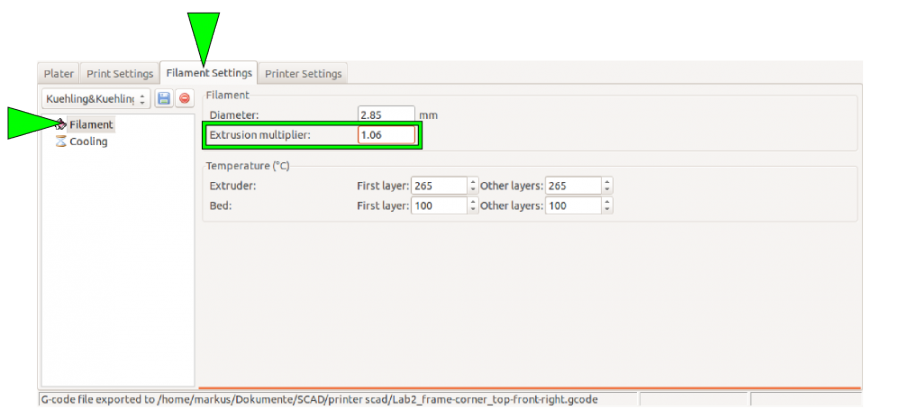 Plater Print Settings Filament Settings Printer Settings
Kuehling&Kuehling
Filament
Cooling
Filament
Diameter: 2.85 mm
Extrusion multiplier: 1.06
Temperature (°C)
Extruder: First layer: 265 Other layers: 265
Bed: First layer: 100 Other layers: 100
G-code file exported to /home/markus/Dokumente/SCAD/printer scad/Lab2_frame-corner_top-front-right.gcode